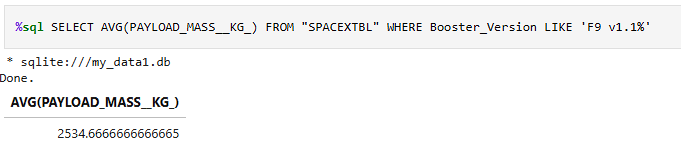 %sql SELECT AVG(PAYLOAD_MASS__KG_) FROM "SPACEXTBL" WHERE Booster_Version LIKE 'F9 v1.1%'
* sqlite:///my_data1.db
Done.
AVG(PAYLOAD_MASS__KG_)
2534.6666666666665